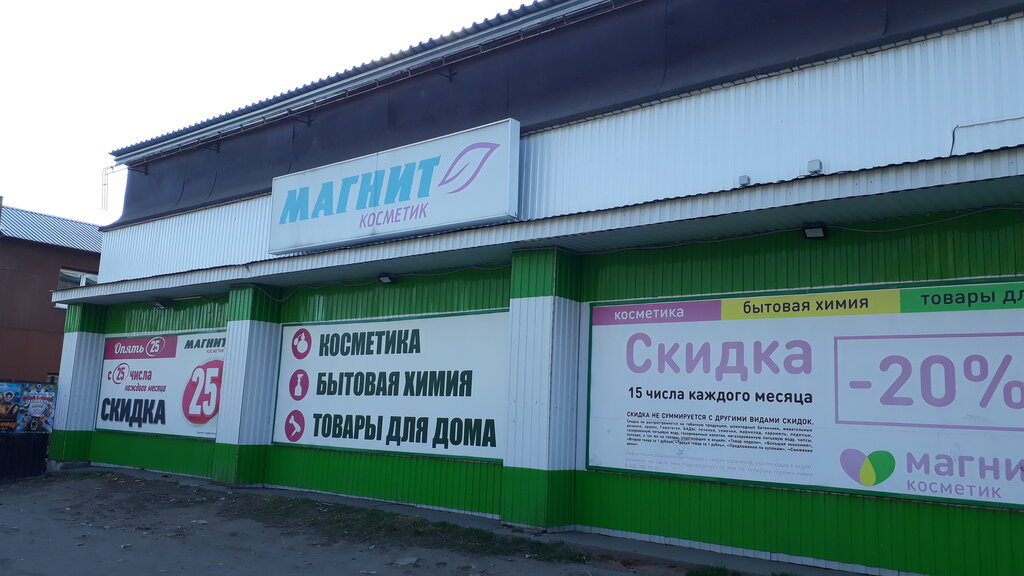 МАГНИТ
КОСМЕТИК
Опять 25
МАГНИТ
с 25 числа
каждого месяца
СКИДКА
25
КОСМЕТИКА
БЫТОВАЯ ХИМИЯ
ТОВАРЫ ДЛЯ ДОМА
косметика
бытовая химия
товары дл
Скидка
-20%
15 числа каждого месяца
СКИДКА НЕ СУММИРУЕТСЯ С ДРУГИМИ ВИДАМИ СКИДОК.
магни
косметик